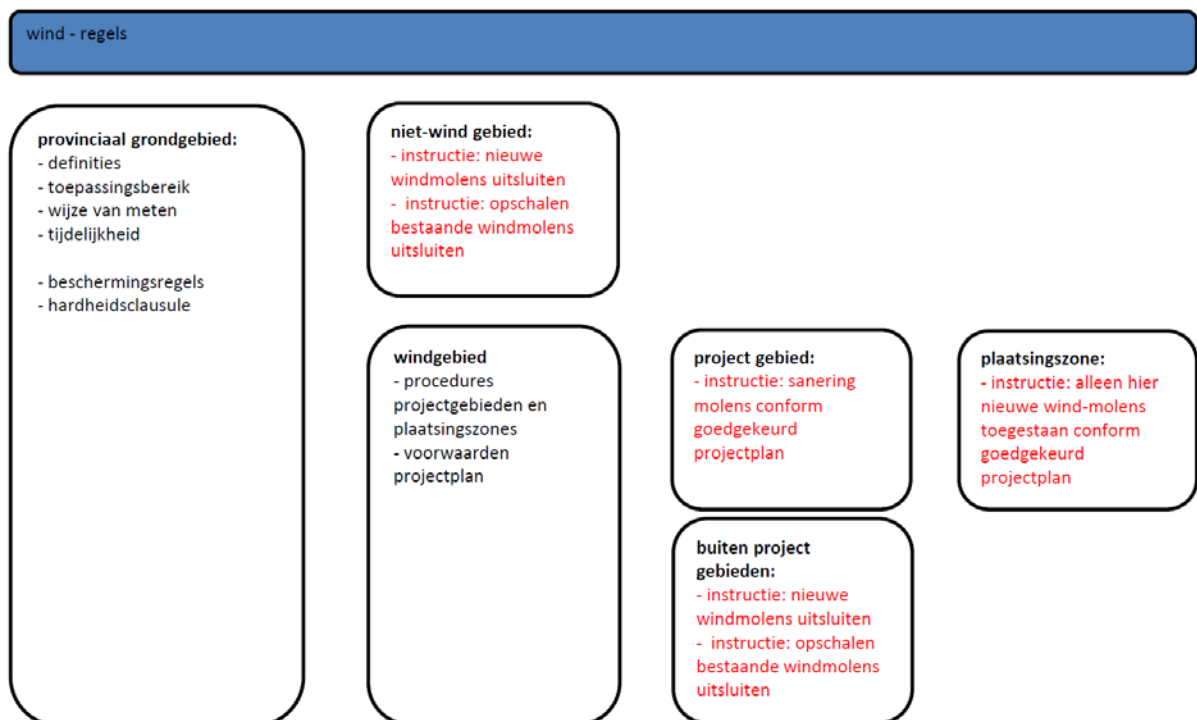 wind - regels
provinciaal grondgebied:
- definities
- toepassingsbereik
- wijze van meten
- tijdelijkheid
- beschermingsregels
- hardheidsclausule
niet-wind gebied:
- instructie: nieuwe
windmolens uitsluiten
- instructie: opschalen
bestaande windmolens
uitsluiten
windgebied
- procedures
projectgebieden en
plaatsingszones
- voorwaarden
projectplan
project gebied:
- instructie: sanering
molens conform
goedgekeurd
projectplan
plaatsingszone:
- instructie: alleen hier
nieuwe wind-molens
toegestaan conform
goedgekeurd
projectplan
buiten project
gebieden:
- instructie: nieuwe
windmolens uitsluiten
- instructie: opschalen
bestaande windmolens
uitsluiten